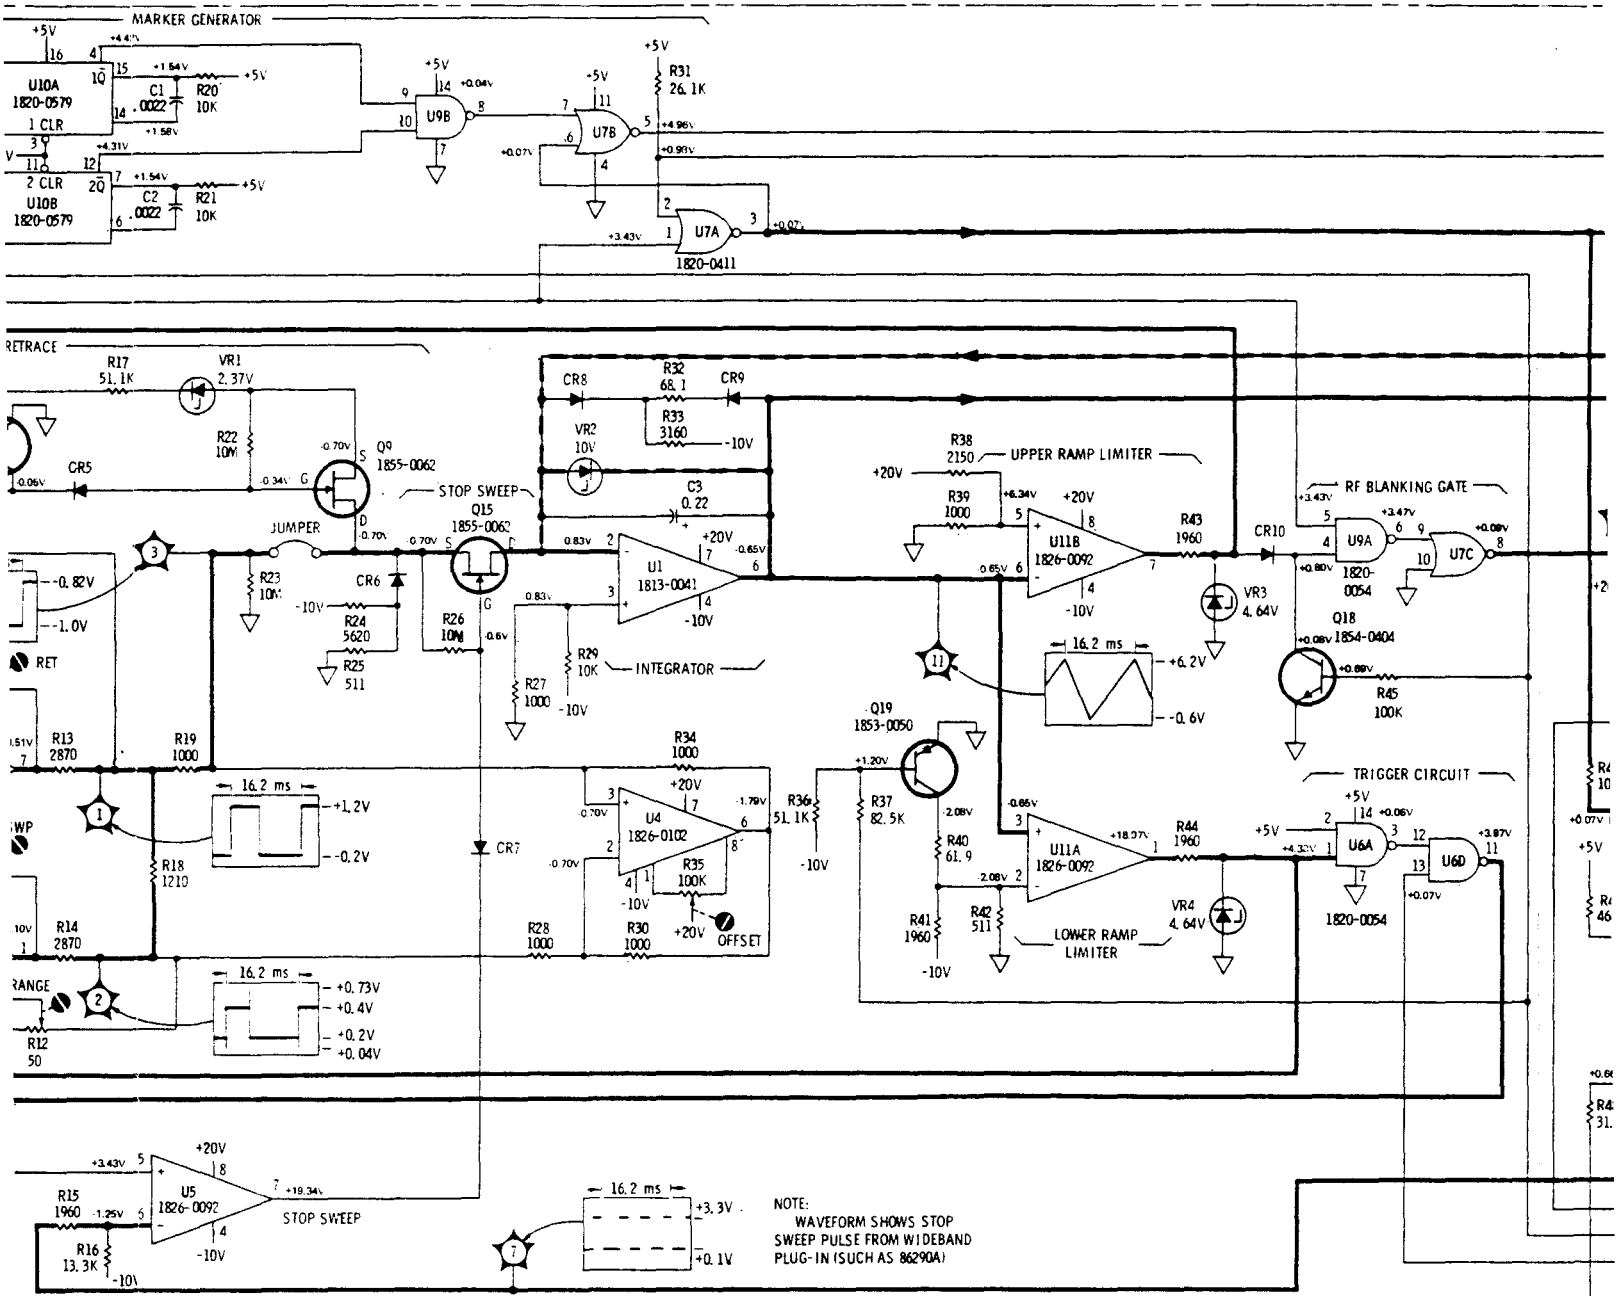 MARKER GENERATOR
+5V
16
4
15
1Q̅
U10A
1820-0579
14
1 CLR
3
+1.54V
C1
.0022
R20
10K
+5V
+1.58V
+4.31V
11
12
2 CLR
7
2Q̅
U10B
1820-0579
6
+1.54V
C2
.0022
R21
10K
+5V
+5V
14
+0.04V
9
10
U9B
8
7
+5V
11
7
6
U7B
5
+4.96V
+0.07V
4
+5V
R31
26.1K
+0.98V
2
1
U7A
3
+3.43V
1820-0411
RETRACE
R17
51.1K
VR1
2.37V
R22
10M
-0.70V
S
Q9
1855-0062
CR5
-0.05V
-0.34V
G
D
-0.70V
STOP SWEEP
Q15
1855-0062
JUMPER
-0.70V
S
D
G
3
-0.82V
-1.0V
RET
R23
10M
CR6
-10V
R24
5620
R25
511
R26
10M
-0.6V
CR8
R32
68.1
CR9
R33
3160
-10V
VR2
10V
C3
0.22
+
0.83V
2
-
+20V
7
U1
1813-0041
-0.65V
6
3
+
0.83V
4
-10V
R27
1000
R29
10K
-10V
INTEGRATOR
R38
2150
+20V
UPPER RAMP LIMITER
R39
1000
+6.34V
5
+
+20V
8
U11B
1826-0092
-0.65V
6
-
4
-10V
7
R43
1960
CR10
VR3
4.64V
RF BLANKING GATE
+3.43V
5
4
+0.80V
U9A
6
+3.47V
1820-
0054
9
10
U7C
8
+0.09V
Q18
1854-0404
+0.08V
+0.69V
R45
100K
11
16.2 ms
+6.2V
-0.6V
7
R13
2870
R19
1000
1
16.2 ms
+1.2V
-0.2V
R18
1210
R14
2870
1
2
16.2 ms
+0.73V
+0.4V
+0.2V
+0.04V
R12
50
R34
1000
3
+
-0.70V
+20V
7
U4
1826-0102
-1.79V
6
2
-0.70V
4
1
-10V
8
R35
100K
+20V
OFFSET
R28
1000
R30
1000
CR7
Q19
1853-0050
+1.20V
R36
51.1K
-10V
R37
82.5K
-2.08V
R40
61.9
-2.08V
R41
1960
-10V
R42
511
-0.65V
3
+
U11A
1826-0092
2
-
+18.07V
1
R44
1960
VR4
4.64V
LOWER RAMP
LIMITER
TRIGGER CIRCUIT
+5V
14
+0.06V
+5V
2
1
U6A
3
7
1820-0054
12
13
U6D
11
+3.97V
+0.07V
+0.07V
+5V
+3.43V
5
+
+20V
8
U5
1826-0092
7
+19.34V
STOP SWEEP
R15
1960
-1.25V
6
-
4
-10V
R16
13.3K
7
16.2 ms
+3.3V
+0.1V
NOTE:
WAVEFORM SHOWS STOP
SWEEP PULSE FROM WIDEBAND
PLUG-IN (SUCH AS 86290A)